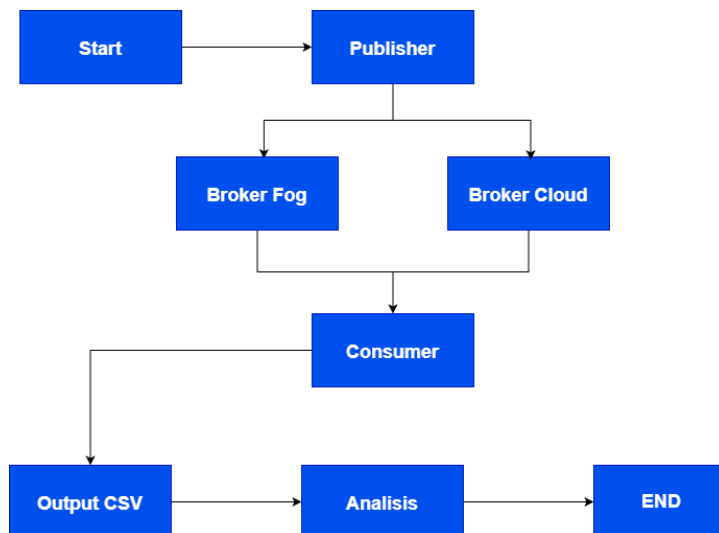 Start
Publisher
Broker Fog
Broker Cloud
Consumer
Output CSV
Analisis
END